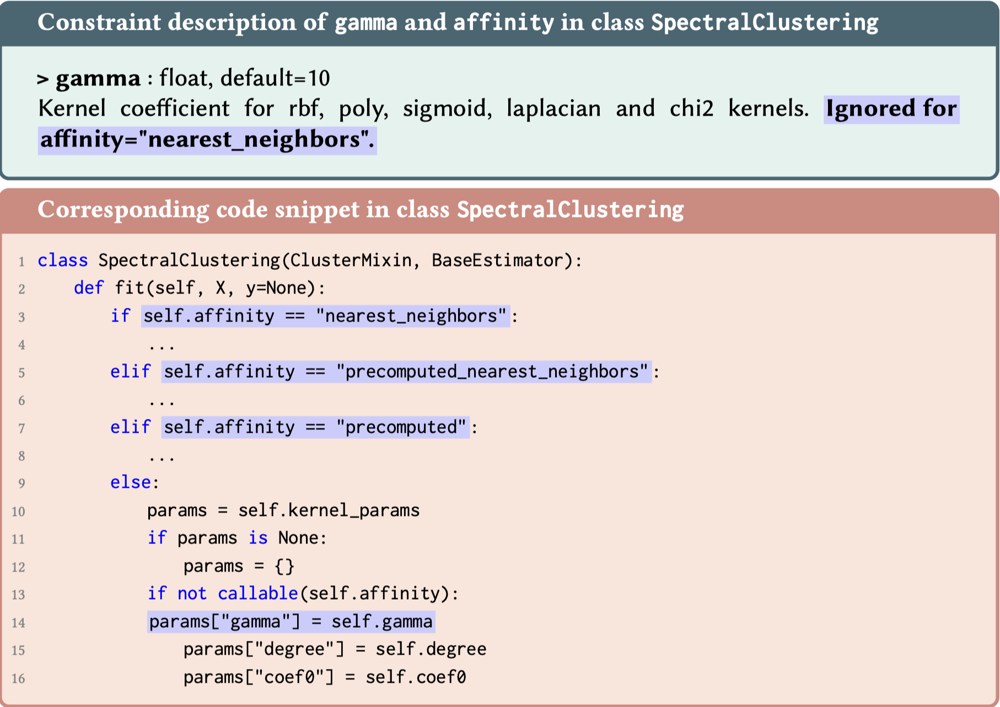 Constraint description of gamma and affinity in class SpectralClustering
> gamma : float, default=10
Kernel coefficient for rbf, poly, sigmoid, laplacian and chi2 kernels. Ignored for
affinity="nearest_neighbors".
Corresponding code snippet in class SpectralClustering
1 class SpectralClustering(ClusterMixin, BaseEstimator):
2     def fit(self, X, y=None):
3         if self.affinity == "nearest_neighbors":
4             ...
5         elif self.affinity == "precomputed_nearest_neighbors":
6             ...
7         elif self.affinity == "precomputed":
8             ...
9         else:
10             params = self.kernel_params
11             if params is None:
12                 params = {}
13             if not callable(self.affinity):
14             params["gamma"] = self.gamma
15                 params["degree"] = self.degree
16                 params["coef0"] = self.coef0